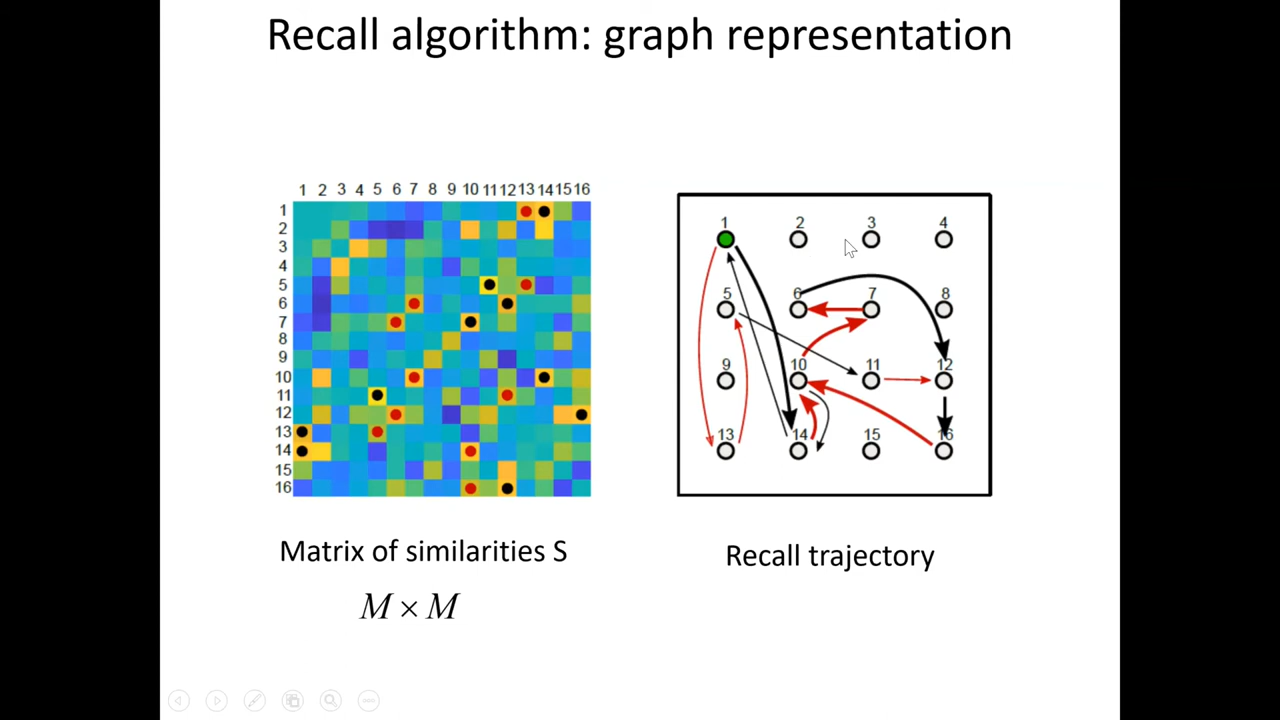 Recall algorithm: graph representation
1 2 3 4 5 6 7 8 9 10 11 12 13 14 15 16
1
2
3
4
5
6
7
8
9
10
11
12
13
14
15
16
1 2 3 4
5 6 7 8
9 10 11 12
13 14 15 16
Matrix of similarities S
M × M
Recall trajectory